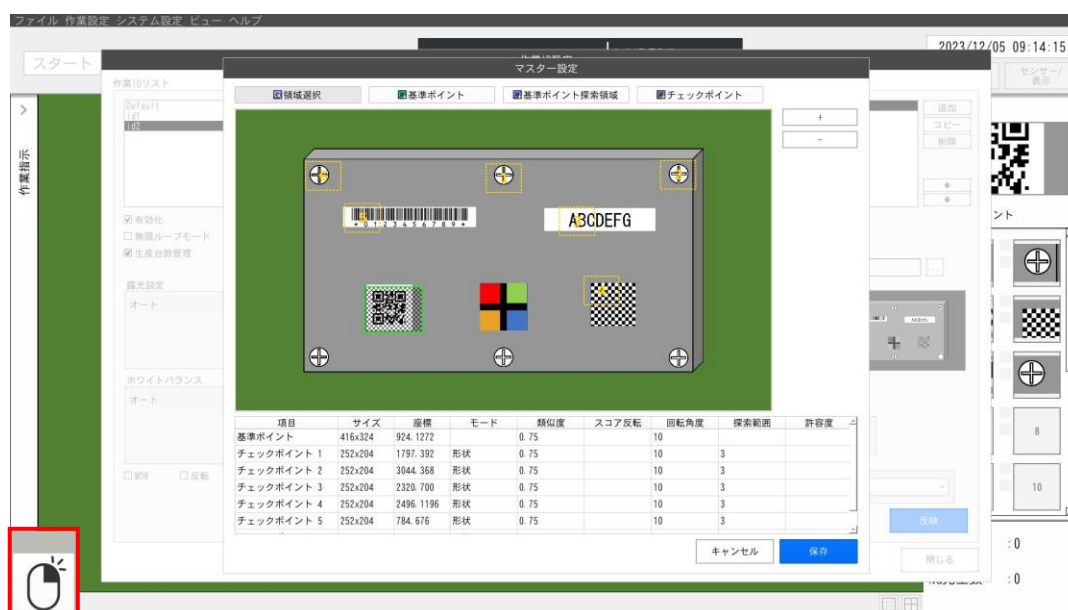 ファイル 作業設定 システム設定 ビュー ヘルプ
2023/12/05 09:14:15
スタート
センサー/
表示
マスター設定
作業IDリスト
領域選択 基準ポイント 基準ポイント探索領域 チェックポイント
Default
id1
id2
追加
コピー
削除
+
-
作業指示
ABCDEFG
*0123456789*
有効化
無限ループモード
生産台数管理
...
露光設定
オート
ホワイトバランス
オート
WDR 反転
項目 サイズ 座標 モード 類似度 スコア反転 回転角度 探索範囲 許容度
基準ポイント 416x324 924.1272 0.75 10
チェックポイント 1 252x204 1797.392 形状 0.75 10 3
チェックポイント 2 252x204 3044.368 形状 0.75 10 3
チェックポイント 3 252x204 2320.700 形状 0.75 10 3
チェックポイント 4 252x204 2496.1196 形状 0.75 10 3
チェックポイント 5 252x204 784.676 形状 0.75 10 3
キャンセル 保存
反映
閉じる
ント
8
10
:0
:0